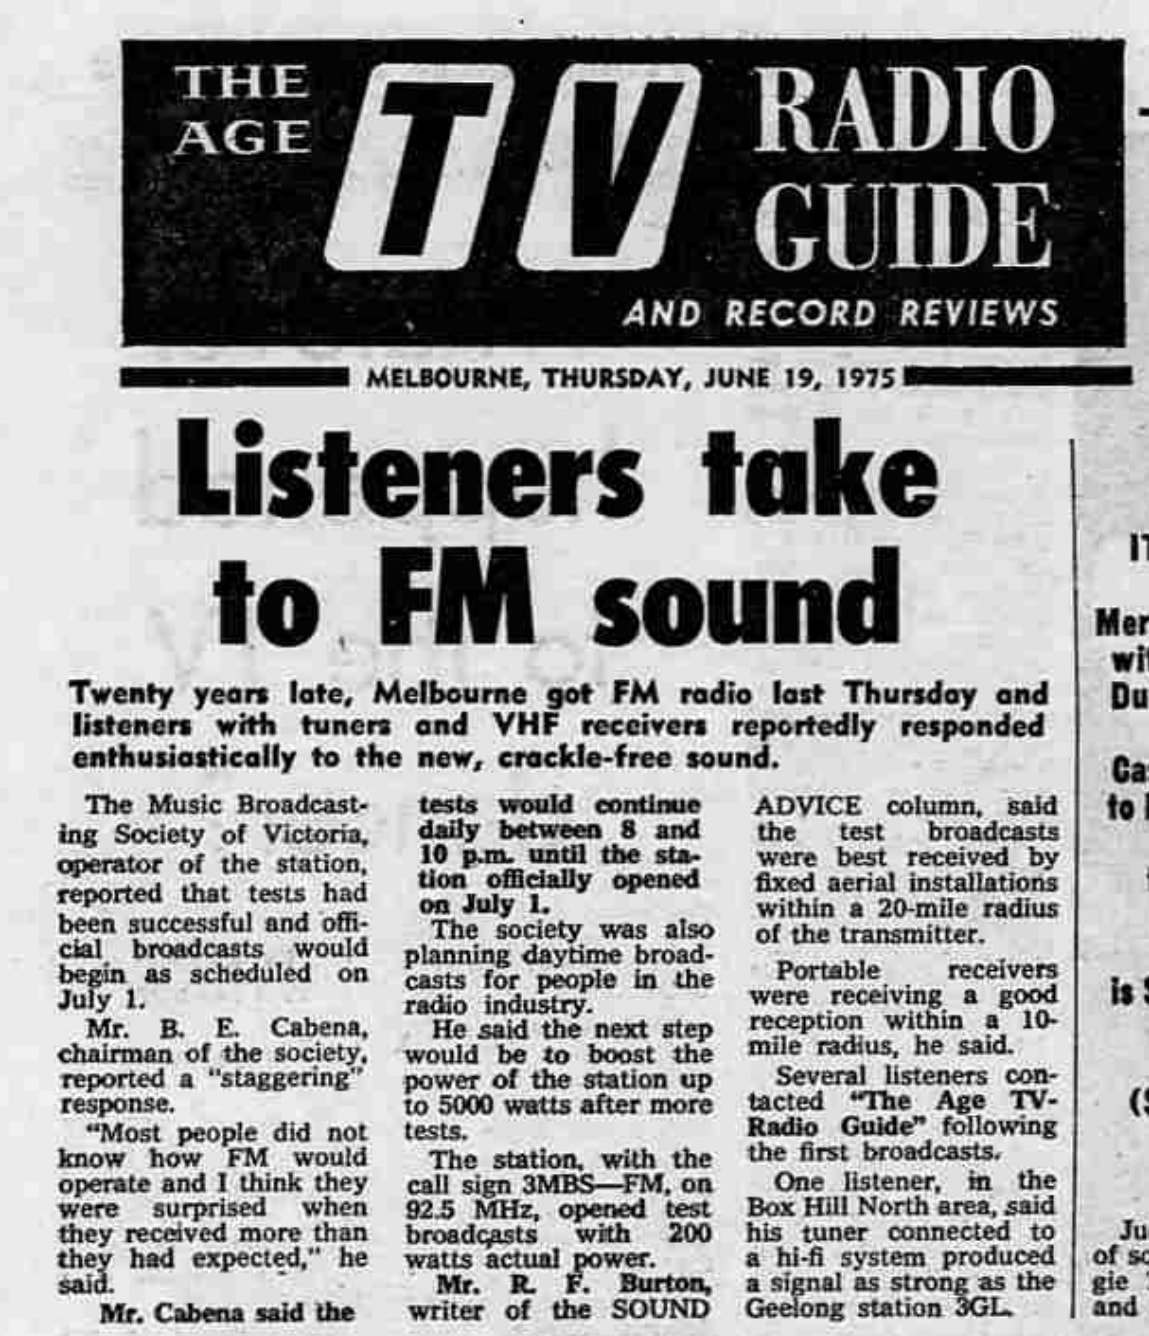 THE AGE
TV
RADIO GUIDE
AND RECORD REVIEWS
MELBOURNE, THURSDAY, JUNE 19, 1975
Listeners take
to FM sound
Twenty years late, Melbourne got FM radio last Thursday and
listeners with tuners and VHF receivers reportedly responded
enthusiastically to the new, crackle-free sound.
The Music Broadcast-
ing Society of Victoria,
operator of the station,
reported that tests had
been successful and offi-
cial broadcasts would
begin as scheduled on
July 1.
Mr. B. E. Cabena,
chairman of the society,
reported a "staggering"
response.
"Most people did not
know how FM would
operate and I think they
were surprised when
they received more than
they had expected," he
said.
Mr. Cabena said the
tests would continue
daily between 8 and
10 p.m. until the sta-
tion officially opened
on July 1.
The society was also
planning daytime broad-
casts for people in the
radio industry.
He said the next step
would be to boost the
power of the station up
to 5000 watts after more
tests.
The station, with the
call sign 3MBS—FM, on
92.5 MHz, opened test
broadcasts with 200
watts actual power.
Mr. R. F. Burton,
writer of the SOUND
ADVICE column, said
the test broadcasts
were best received by
fixed aerial installations
within a 20-mile radius
of the transmitter.
Portable receivers
were receiving a good
reception within a 10-
mile radius, he said.
Several listeners con-
tacted "The Age TV-
Radio Guide" following
the first broadcasts.
One listener, in the
Box Hill North area, said
his tuner connected to
a hi-fi system produced
a signal as strong as the
Geelong station 3GL.
Mer
wit
Du
Ca
to
is
Ju
of so
gie
and